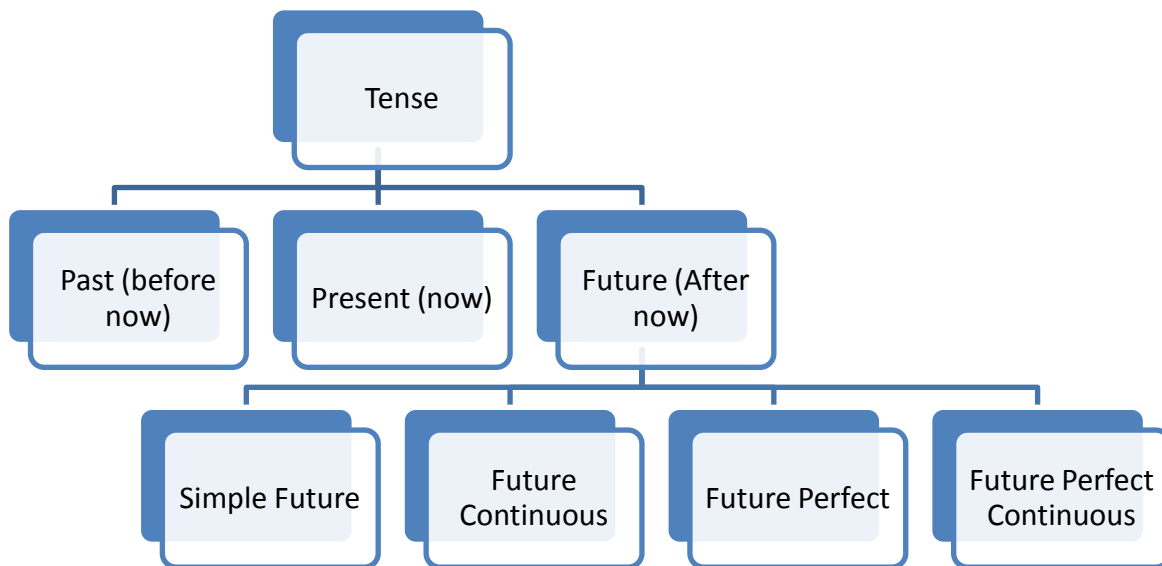 Tense
Past (before
now)
Present (now)
Future (After
now)
Simple Future
Future
Continuous
Future Perfect
Future Perfect
Continuous